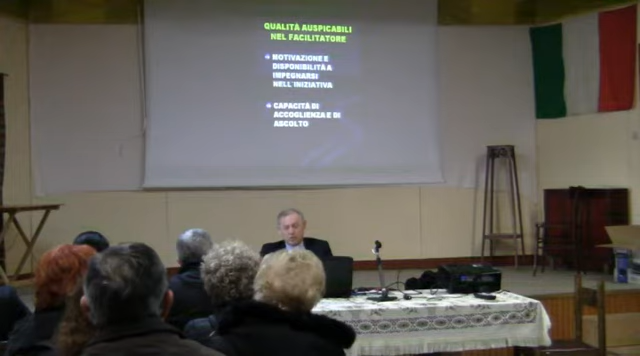 QUALITÀ AUSPICABILI
NEL FACILITATORE
MOTIVAZIONE E
DISPONIBILITÀ A
IMPEGNARSI
NELL'INIZIATIVA
CAPACITÀ DI
ACCOGLIENZA E DI
ASCOLTO